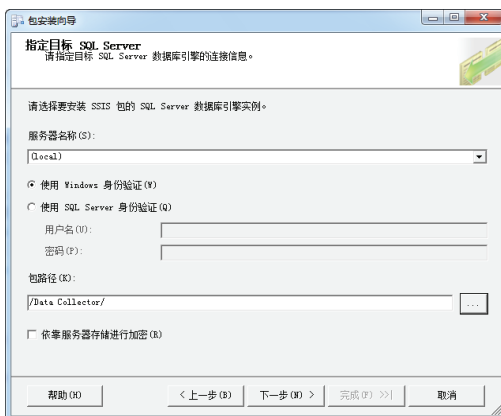 包安装向导
指定目标 SQL Server
请指定目标 SQL Server 数据库引擎的连接信息。
请选择要安装 SSIS 包的 SQL Server 数据库引擎实例。
服务器名称(S):
(local)
使用 Windows 身份验证(W)
使用 SQL Server 身份验证(Q)
用户名(U):
密码(P):
包路径(K):
/Data Collector/
...
依靠服务器存储进行加密(R)
帮助(H)
< 上一步(B)
下一步(N) >
完成(F) >>|
取消